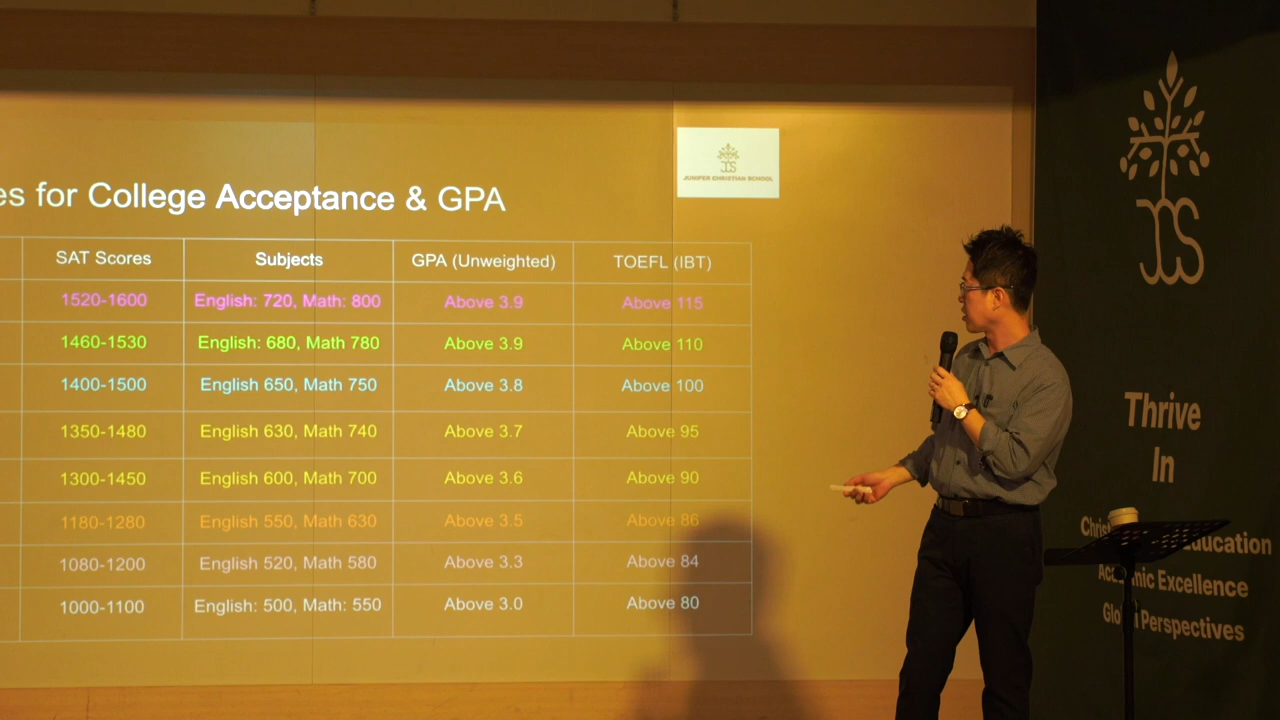 es for College Acceptance & GPA
JUNIPER CHRISTIAN SCHOOL
SAT Scores Subjects GPA (Unweighted) TOEFL (IBT)
1520-1600 English: 720, Math: 800 Above 3.9 Above 115
1460-1530 English: 680, Math 780 Above 3.9 Above 110
1400-1500 English 650, Math 750 Above 3.8 Above 100
1350-1480 English 630, Math 740 Above 3.7 Above 95
1300-1450 English 600, Math 700 Above 3.6 Above 90
1180-1280 English 550, Math 630 Above 3.5 Above 86
1080-1200 English 520, Math 580 Above 3.3 Above 84
1000-1100 English: 500, Math: 550 Above 3.0 Above 80
JCS
Thrive
In
Education
Academic Excellence
Global Perspectives